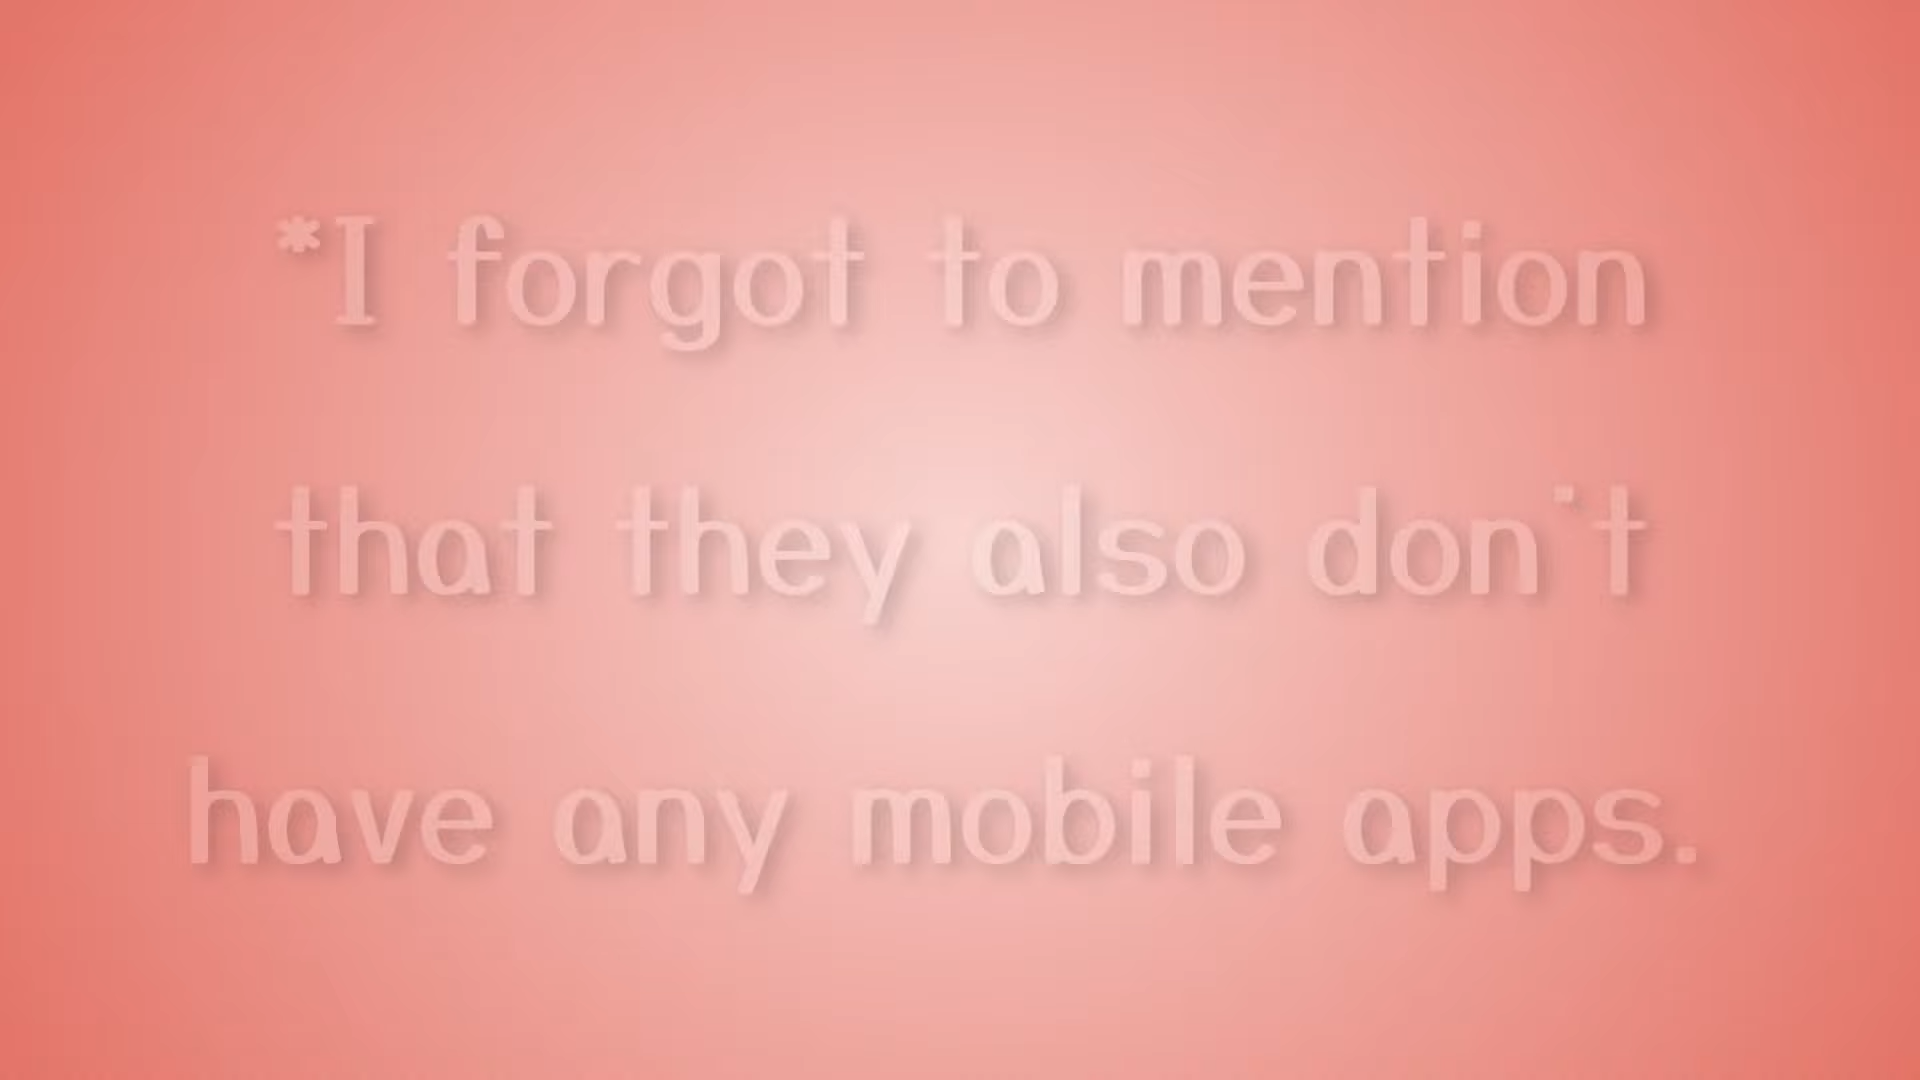 *I forgot to mention
that they also don't
have any mobile apps.